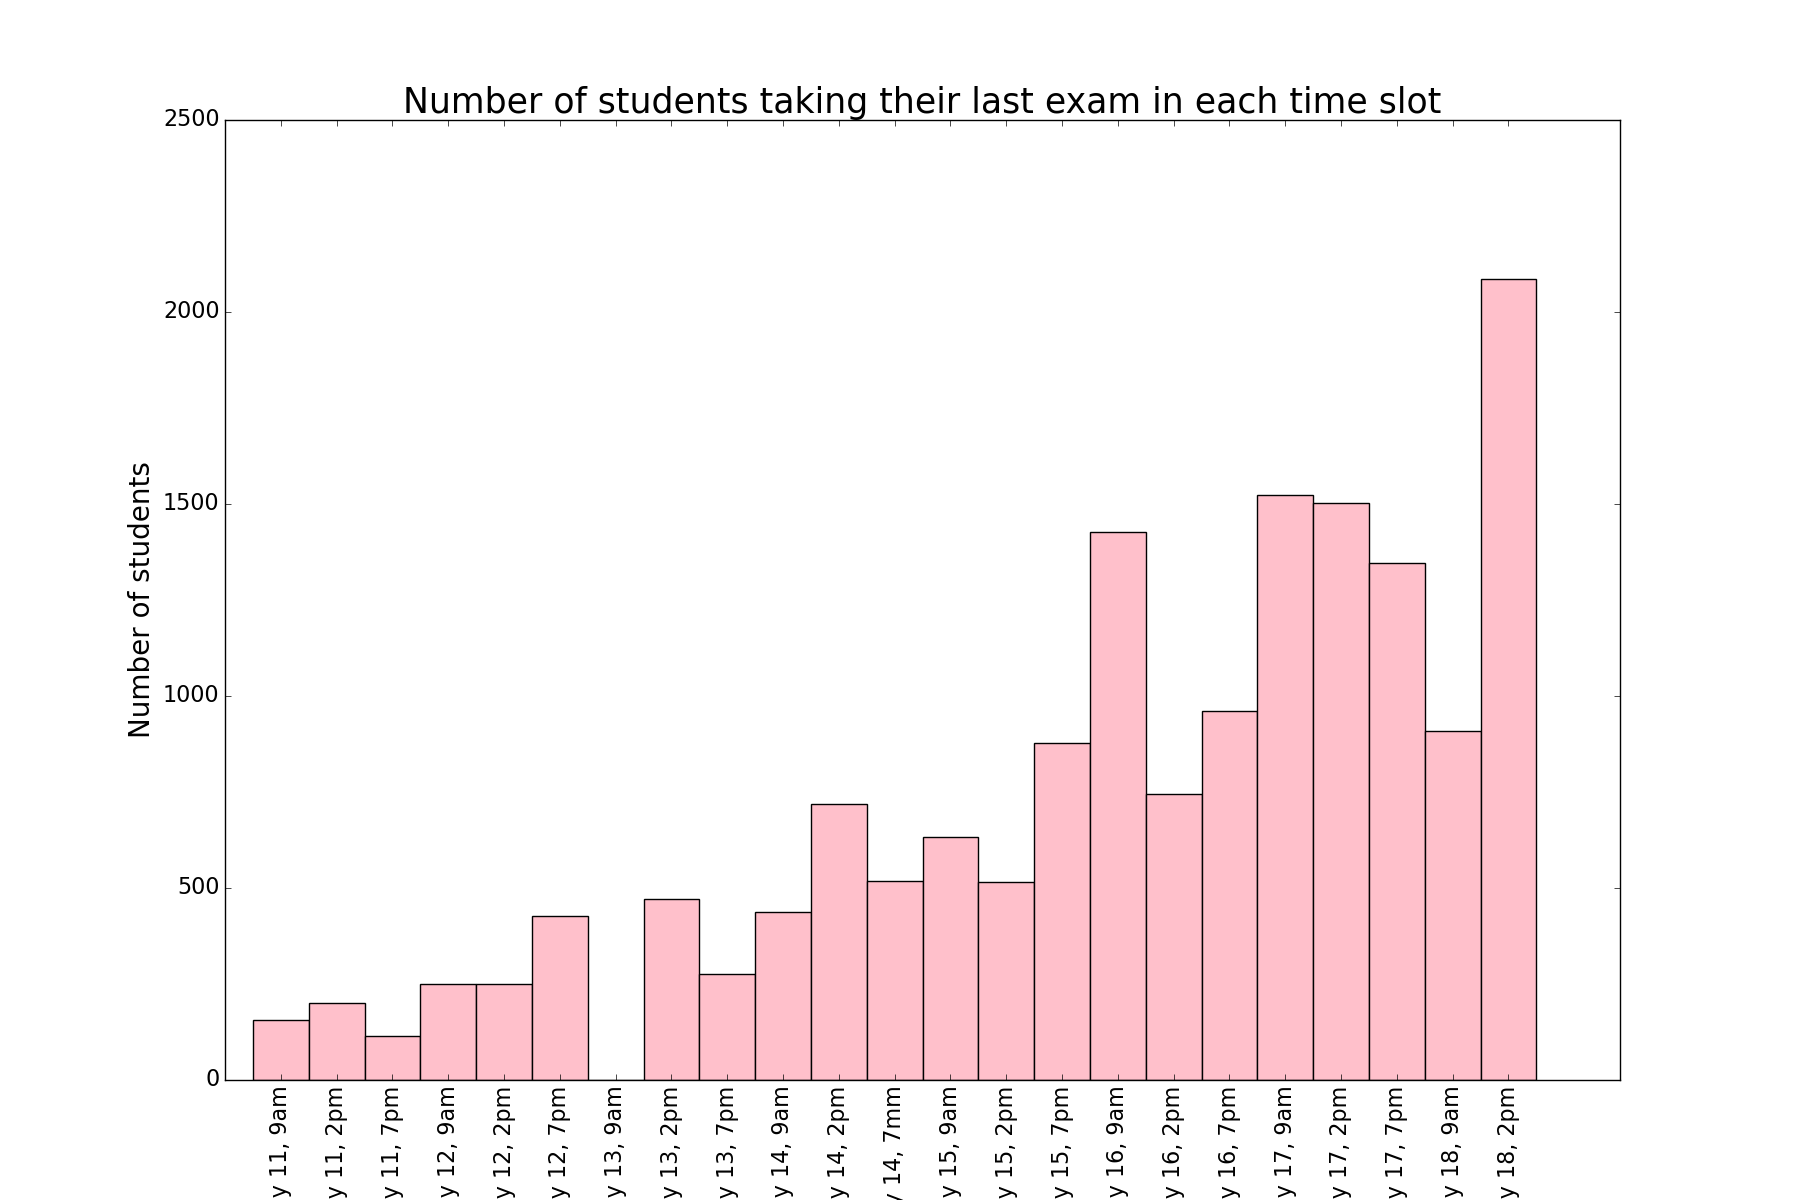 Number of students taking their last exam in each time slot
Number of students
2500
2000
1500
1000
500
0
y 11, 9am
y 11, 2pm
y 11, 7pm
y 12, 9am
y 12, 2pm
y 12, 7pm
y 13, 9am
y 13, 2pm
y 13, 7pm
y 14, 9am
y 14, 2pm
y 14, 7mm
y 15, 9am
y 15, 2pm
y 15, 7pm
y 16, 9am
y 16, 2pm
y 16, 7pm
y 17, 9am
y 17, 2pm
y 17, 7pm
y 18, 9am
y 18, 2pm